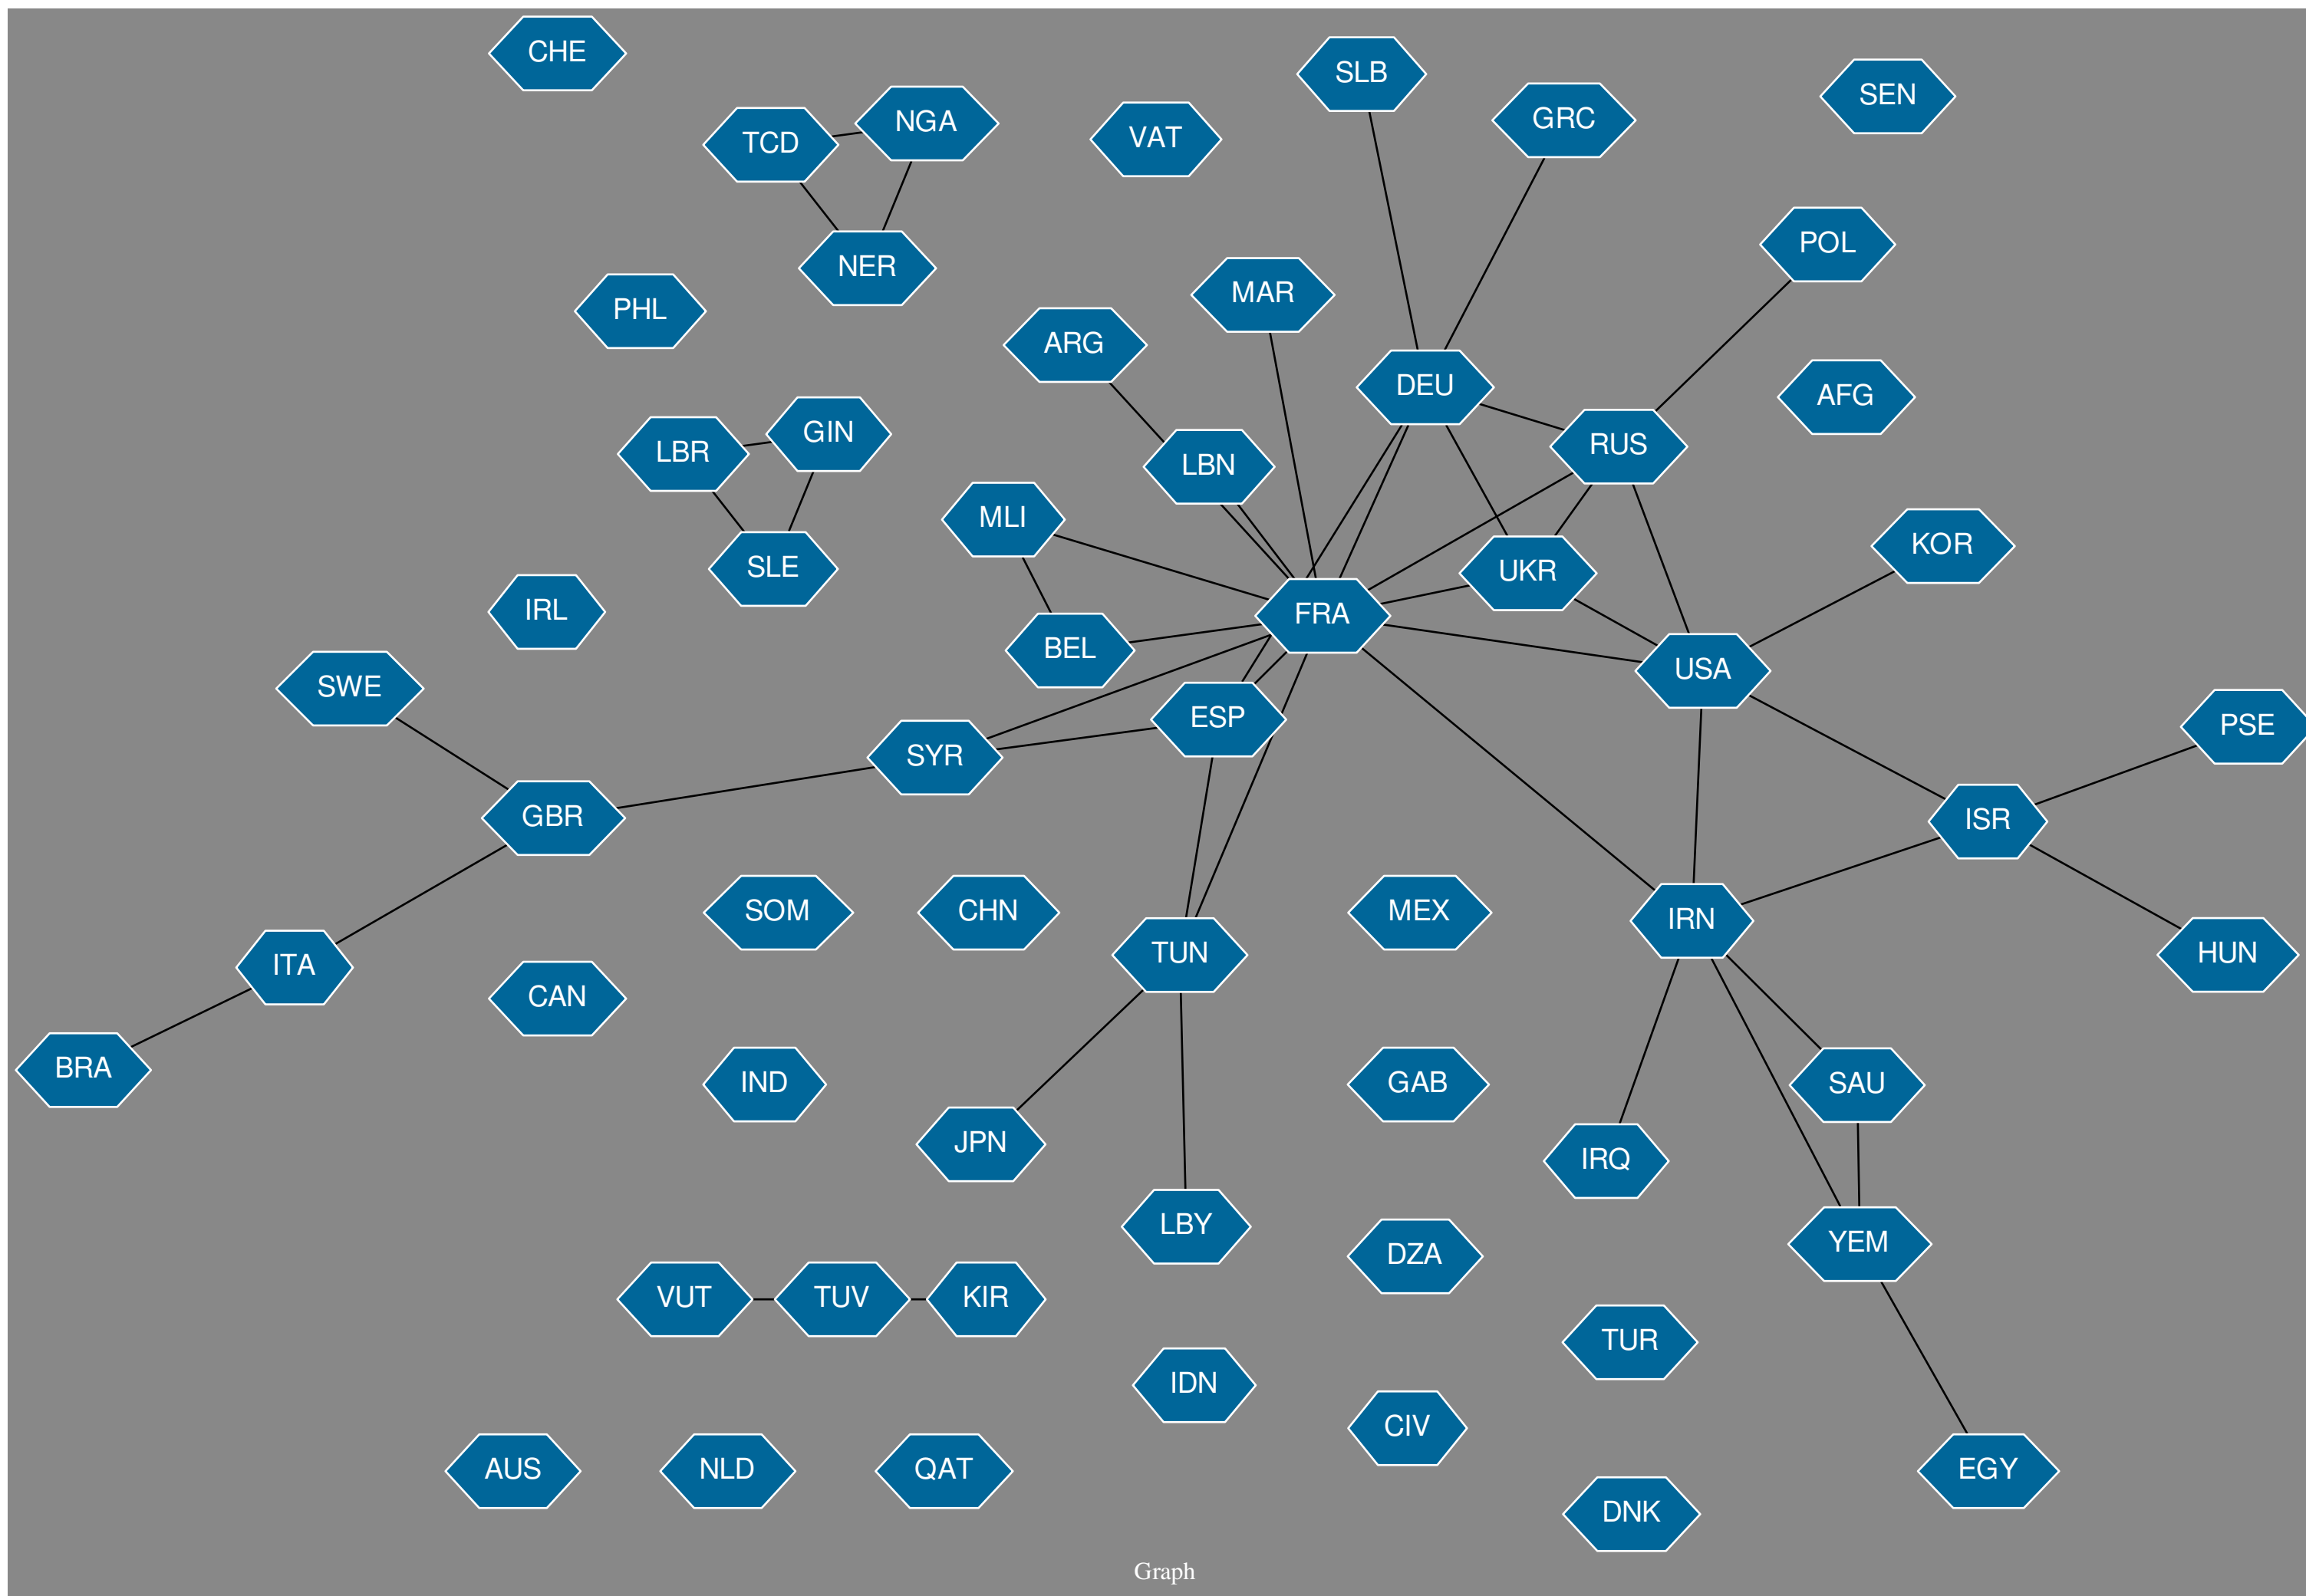 CHE
SLB
SEN
GRC
NGA
VAT
TCD
POL
NER
MAR
PHL
ARG
DEU
AFG
GIN
RUS
LBR
LBN
MLI
KOR
SLE
UKR
IRL
FRA
BEL
USA
SWE
ESP
PSE
SYR
GBR
ISR
SOM
CHN
MEX
IRN
TUN
HUN
ITA
CAN
BRA
IND
GAB
SAU
JPN
IRQ
LBY
YEM
DZA
VUT
TUV
KIR
TUR
IDN
CIV
AUS
NLD
QAT
EGY
DNK
Graph